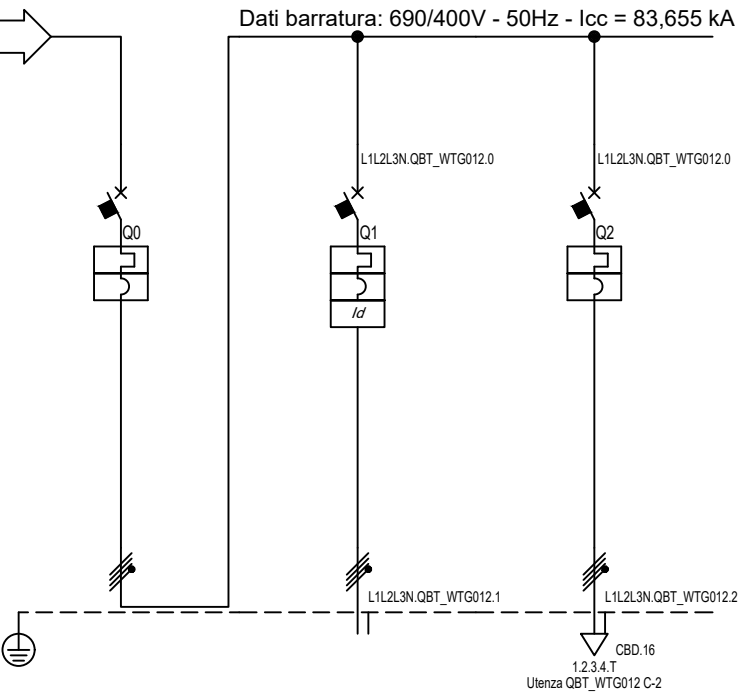 Dati barratura: 690/400V - 50Hz - Icc = 83,655 kA
L1L2L3N.QBT_WTG012.0
L1L2L3N.QBT_WTG012.0
Q0
Q1
Q2
Id
L1L2L3N.QBT_WTG012.1
L1L2L3N.QBT_WTG012.2
CBD.16
1.2.3.4.T
Utenza QBT_WTG012 C-2